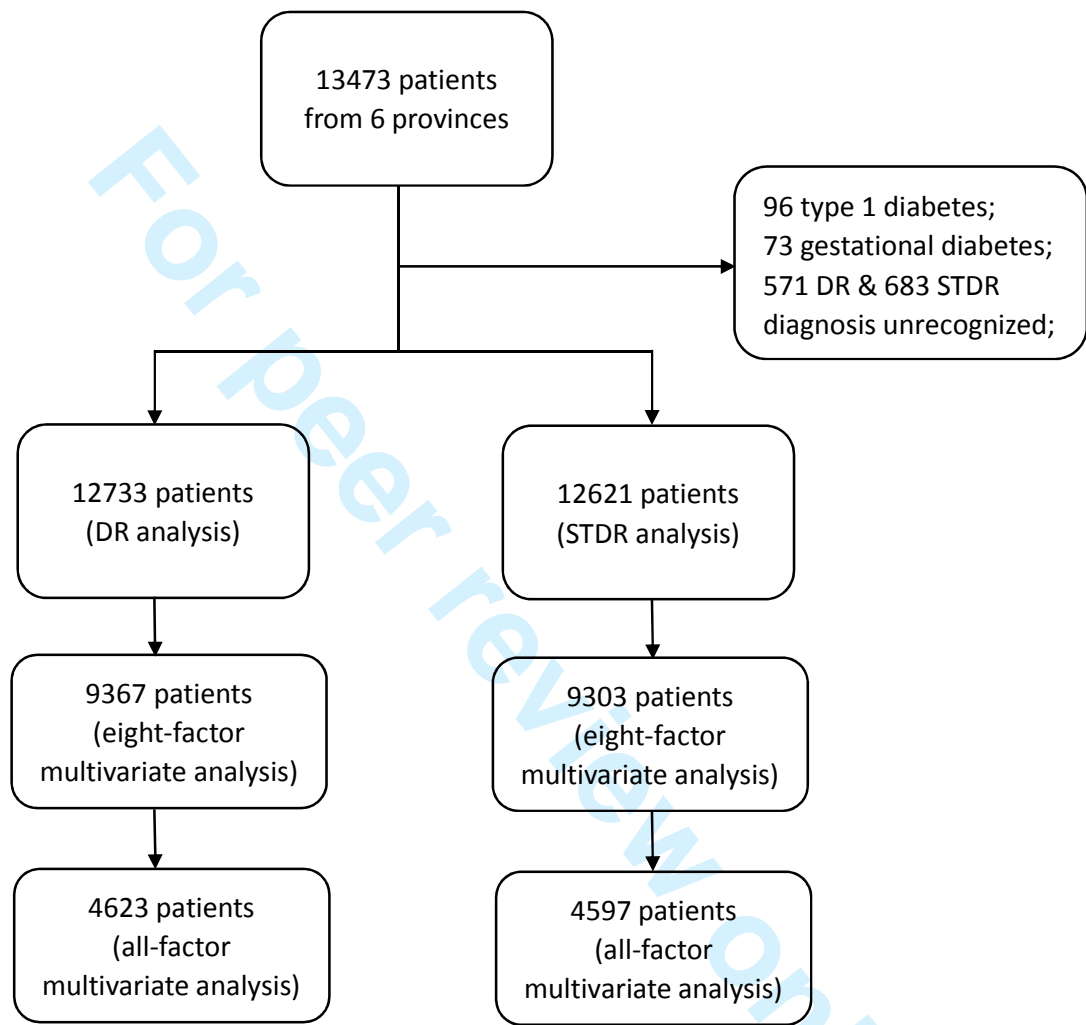 13473 patients
from 6 provinces
96 type 1 diabetes;
73 gestational diabetes;
571 DR & 683 STDR
diagnosis unrecognized;
12733 patients
(DR analysis)
12621 patients
(STDR analysis)
9367 patients
(eight-factor
multivariate analysis)
9303 patients
(eight-factor
multivariate analysis)
4623 patients
(all-factor
multivariate analysis)
4597 patients
(all-factor
multivariate analysis)
For peer review